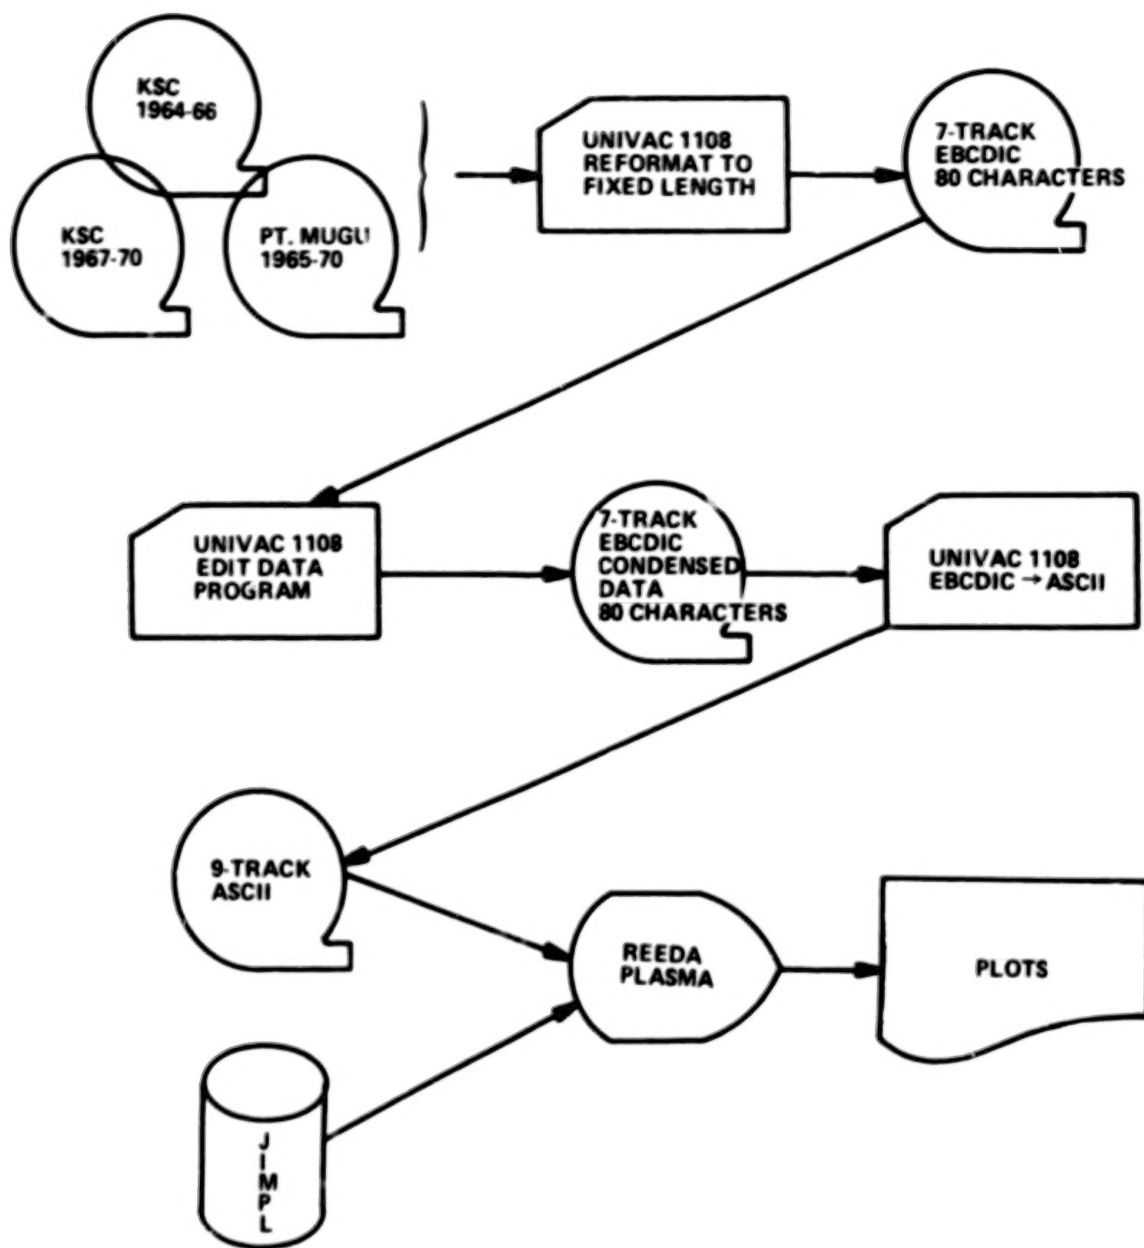 KSC
1964-66
KSC
1967-70
PT. MUGU
1965-70
UNIVAC 1108
REFORMAT TO
FIXED LENGTH
7-TRACK
EBCDIC
80 CHARACTERS
UNIVAC 1108
EDIT DATA
PROGRAM
7-TRACK
EBCDIC
CONDENSED
DATA
80 CHARACTERS
UNIVAC 1108
EBCDIC → ASCII
9-TRACK
ASCII
REEDA
PLASMA
PLOTS
JIMPL